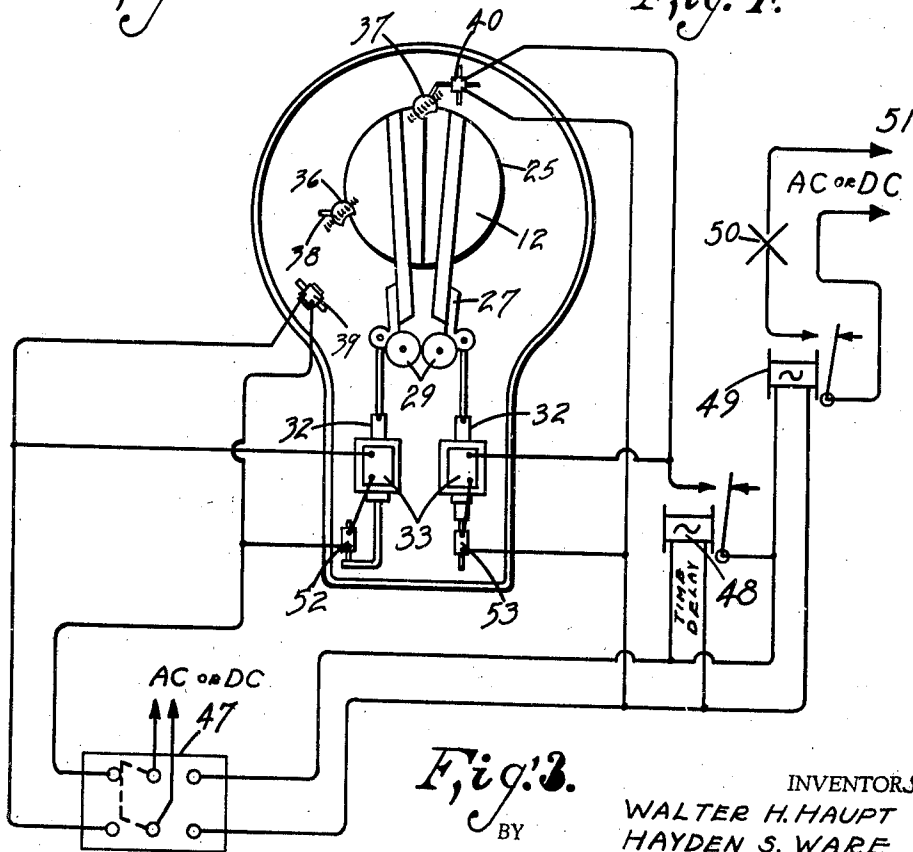 Fig. 4.
37
40
51
AC OR DC
25
36
12
50
38
27
39
29
49
32
32
33
48
TIME DELAY
52
53
AC OR DC
47
Fig. 3.
INVENTORS
WALTER H. HAUPT
BY
HAYDEN S. WARE